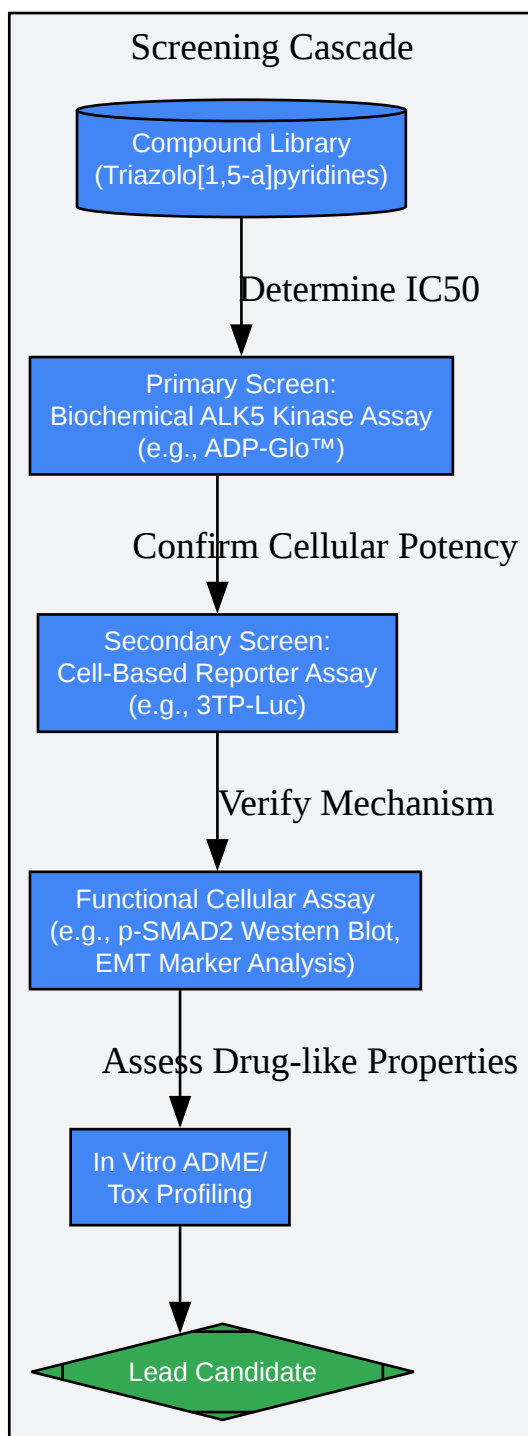 Screening Cascade
Compound Library
(Triazolo[1,5-a]pyridines)
Determine IC50
Primary Screen:
Biochemical ALK5 Kinase Assay
(e.g., ADP-Glo™)
Confirm Cellular Potency
Secondary Screen:
Cell-Based Reporter Assay
(e.g., 3TP-Luc)
Verify Mechanism
Functional Cellular Assay
(e.g., p-SMAD2 Western Blot,
EMT Marker Analysis)
Assess Drug-like Properties
In Vitro ADME/
Tox Profiling
Lead Candidate